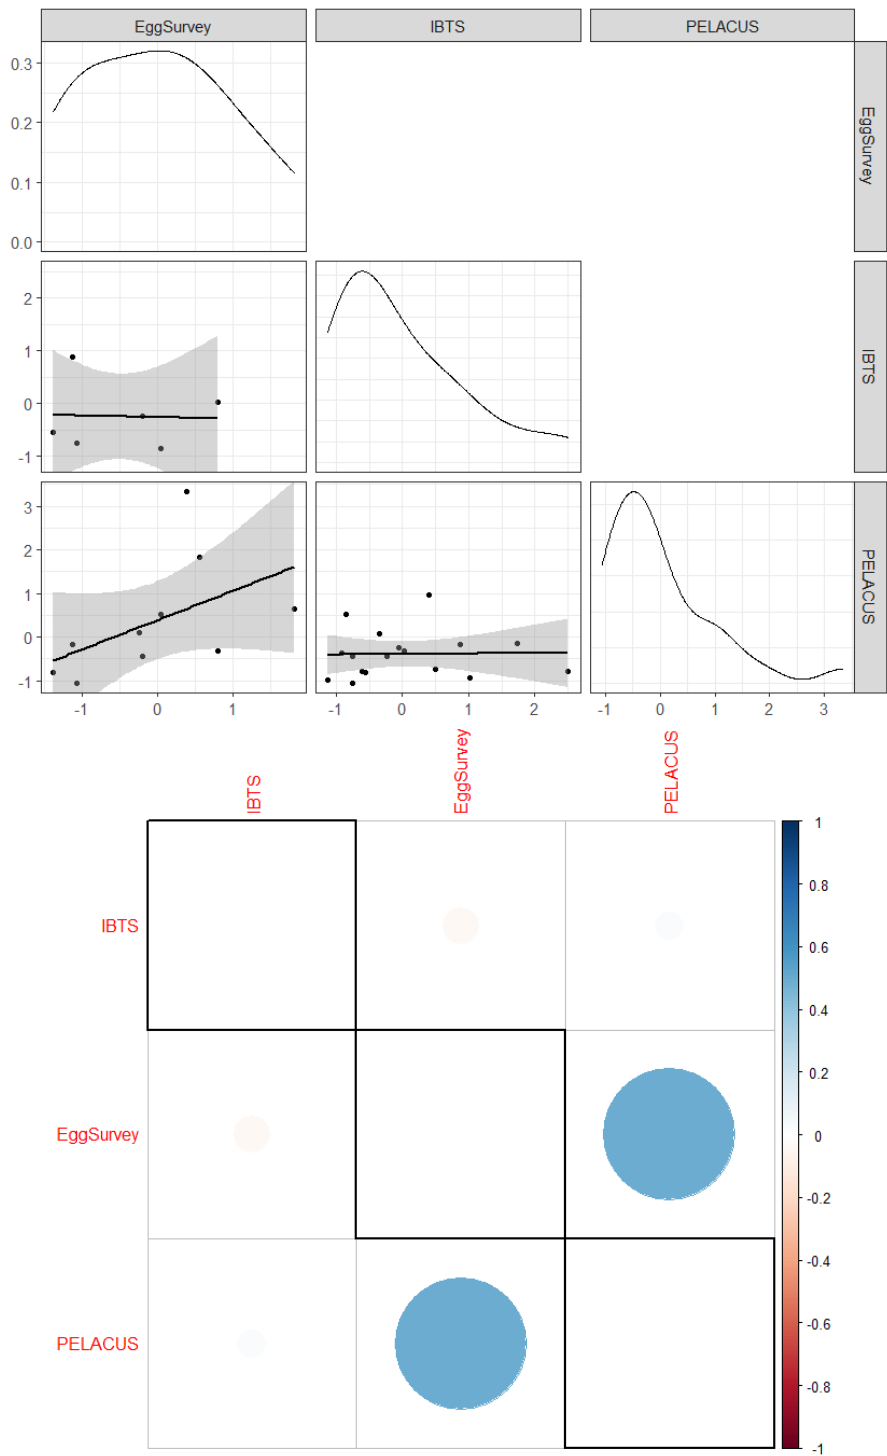 EggSurvey IBTS PELACUS
0.3
0.2
0.1
0.0
EggSurvey
2
1
0
-1
IBTS
3
2
1
0
-1
PELACUS
-1 0 1 -1 0 1 2 -1 0 1 2 3
IBTS EggSurvey PELACUS
1
0.8
0.6
0.4
0.2
0
-0.2
-0.4
-0.6
-0.8
-1
IBTS
EggSurvey
PELACUS